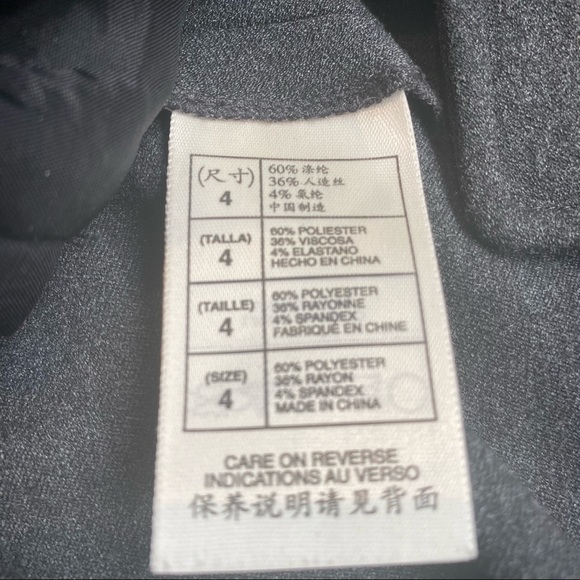 (尺寸)
4
60% 涤纶
36% 人造丝
4% 氨纶
中国制造
(TALLA)
4
60% POLIESTER
36% VISCOSA
4% ELASTANO
HECHO EN CHINA
(TAILLE)
4
60% POLYESTER
36% RAYONNE
4% SPANDEX
FABRIQUÉ EN CHINE
(SIZE)
4
60% POLYESTER
36% RAYON
4% SPANDEX
MADE IN CHINA
CARE ON REVERSE
INDICATIONS AU VERSO
保养说明请见背面